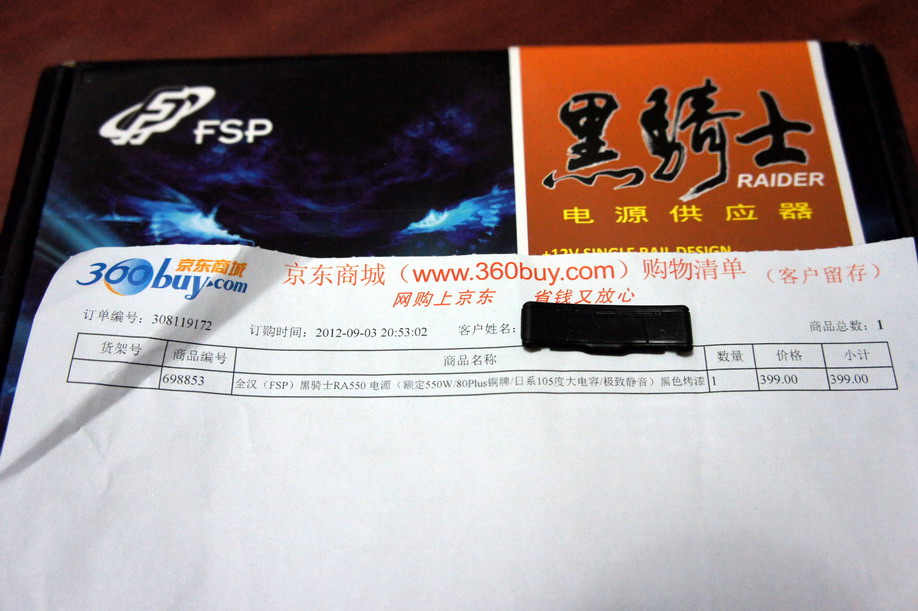 FSP
黑骑士
RAIDER
电源供应器
+12V SINGLE RAIL DESIGN
360buy.com 京东商城
京东商城（www.360buy.com）购物清单 （客户留存）
网购上京东 省钱又放心
订单编号：308119172 订购时间：2012-09-03 20:53:02 客户姓名： 商品总数：1
货架号 商品编号 商品名称 数量 价格 小计
698853 全汉（FSP）黑骑士RA550 电源（额定550W/80Plus铜牌/日系105度大电容/极致静音）黑色烤漆 1 399.00 399.00